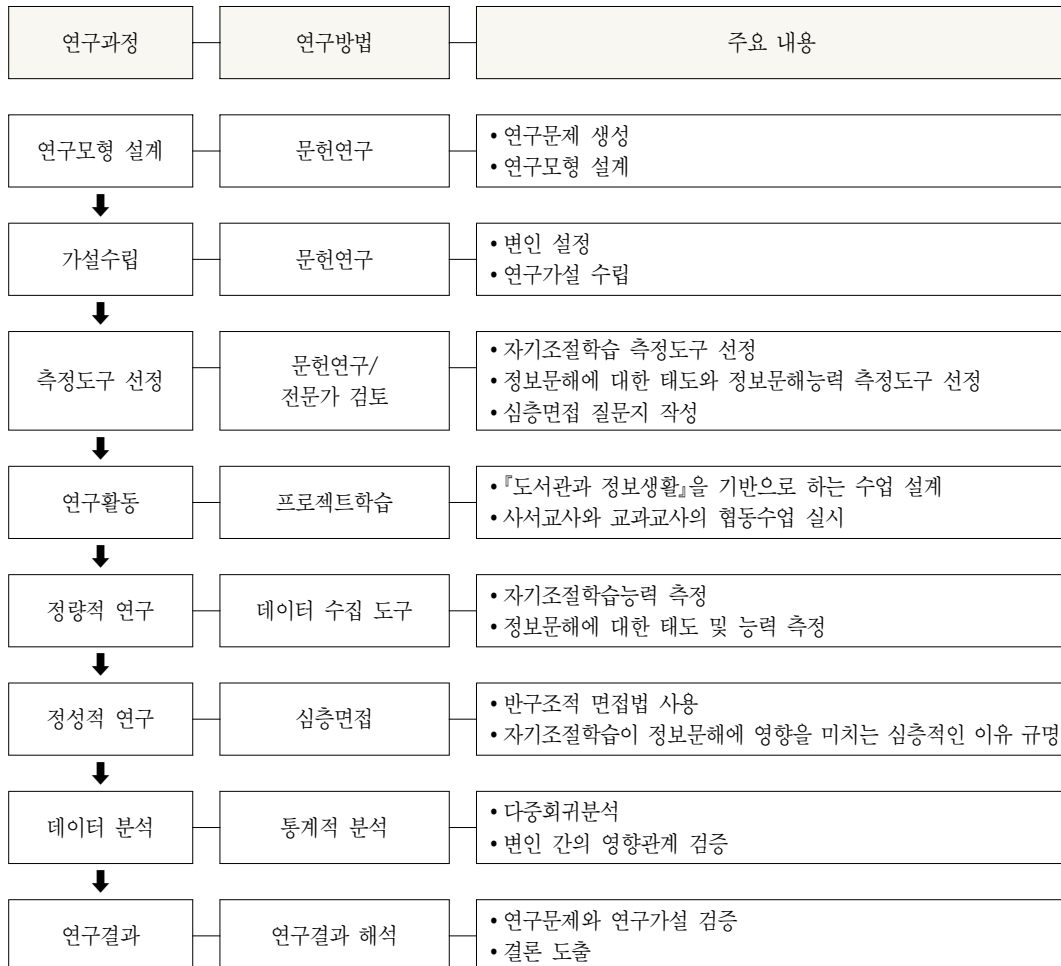 연구과정
연구방법
주요 내용
연구모형 설계
문헌연구
• 연구문제 생성
• 연구모형 설계
가설수립
문헌연구
• 변인 설정
• 연구가설 수립
측정도구 선정
문헌연구/
전문가 검토
• 자기조절학습 측정도구 선정
• 정보문해에 대한 태도와 정보문해능력 측정도구 선정
• 심층면접 질문지 작성
연구활동
프로젝트학습
• 『도서관과 정보생활』을 기반으로 하는 수업 설계
• 사서교사와 교과교사의 협동수업 실시
정량적 연구
데이터 수집 도구
• 자기조절학습능력 측정
• 정보문해에 대한 태도 및 능력 측정
정성적 연구
심층면접
• 반구조적 면접법 사용
• 자기조절학습이 정보문해에 영향을 미치는 심층적인 이유 규명
데이터 분석
통계적 분석
• 다중회귀분석
• 변인 간의 영향관계 검증
연구결과
연구결과 해석
• 연구문제와 연구가설 검증
• 결론 도출